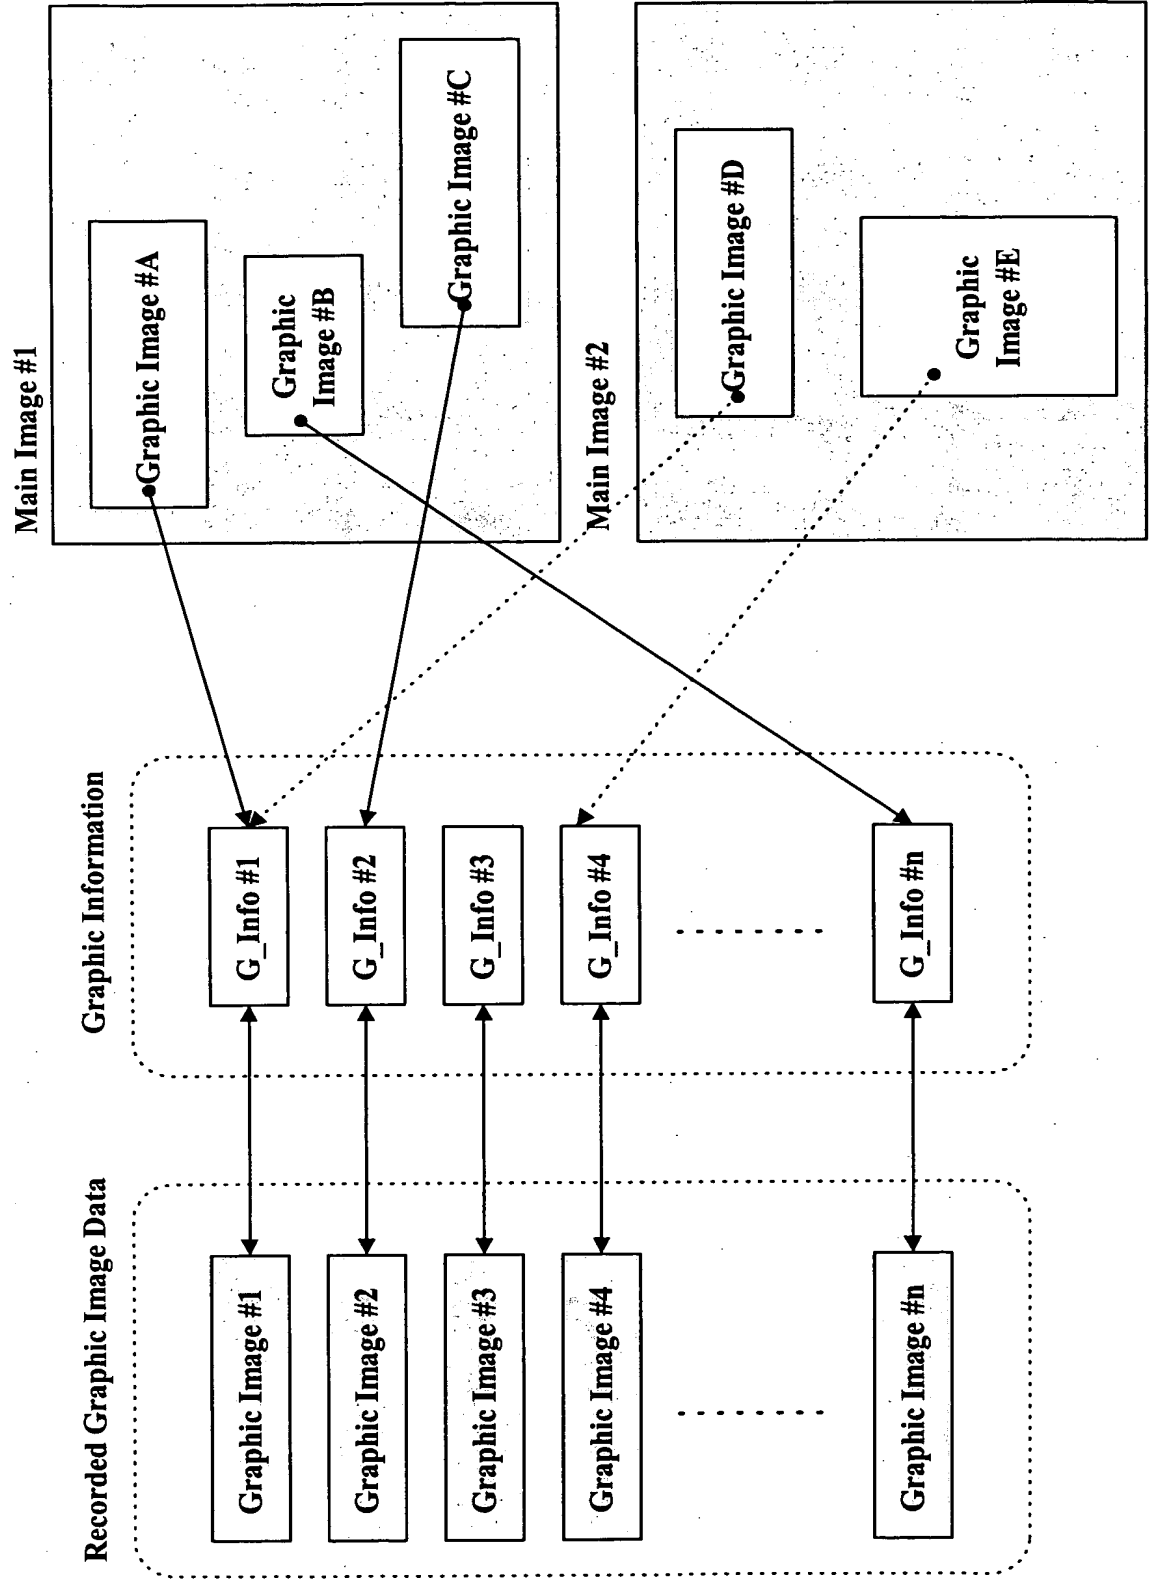 Recorded Graphic Image Data
Graphic Image #1
Graphic Image #2
Graphic Image #3
Graphic Image #4
Graphic Image #n
Graphic Information
G_Info #1
G_Info #2
G_Info #3
G_Info #4
G_Info #n
Main Image #1
Graphic Image #A
Graphic
Image #B
Graphic Image #C
Main Image #2
Graphic Image #D
Graphic
Image #E